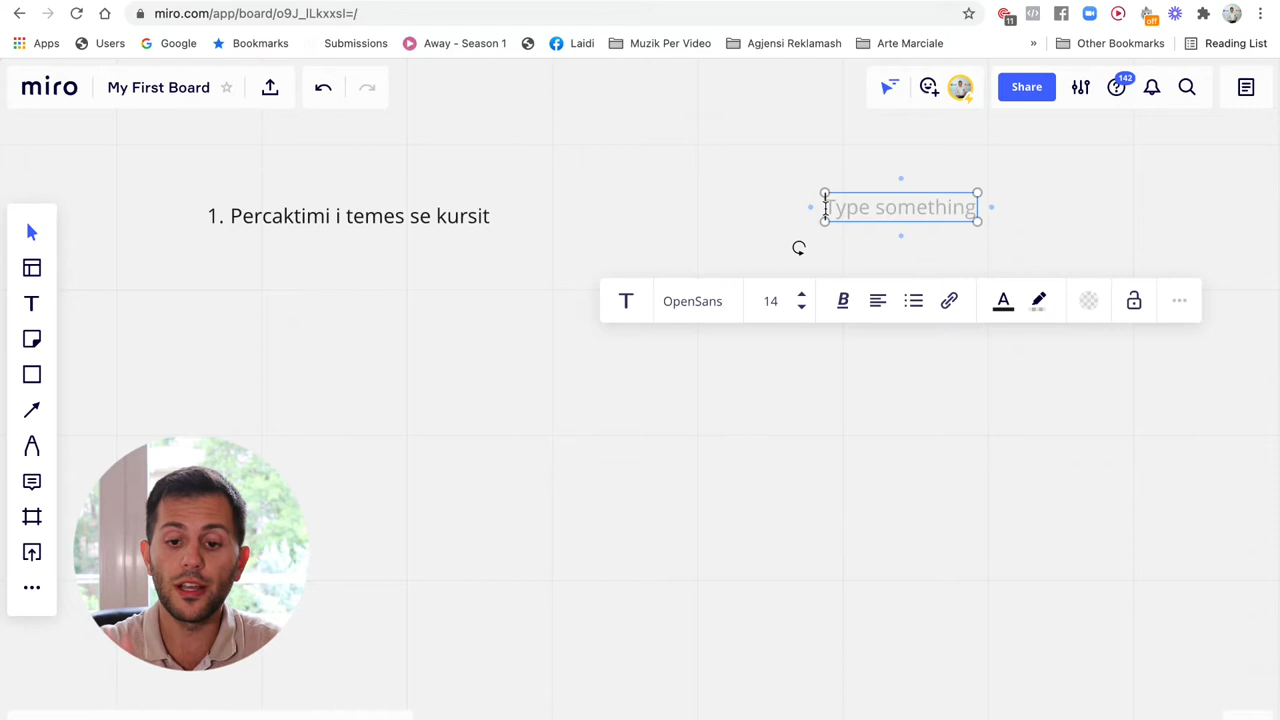 miro.com/app/board/o9J_lLkxxsI=/
11
off
Apps
Users
Google
Bookmarks
Submissions
Away - Season 1
Laidi
Muzik Per Video
Agjensi Reklamash
Arte Marciale
»
Other Bookmarks
Reading List
miro
My First Board
Share
142
1. Percaktimi i temes se kursit
Type something
T
OpenSans
14
B
A
T